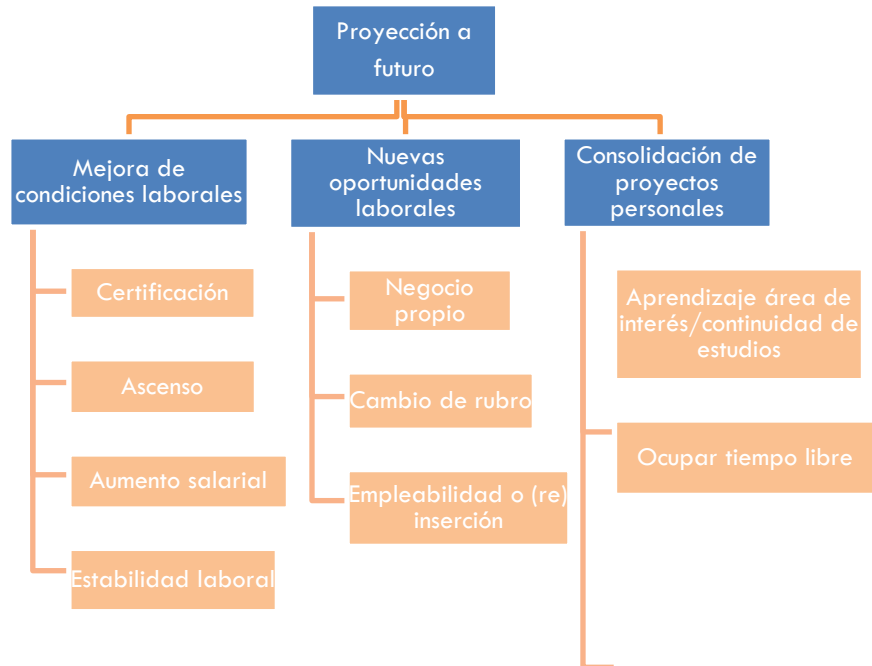 Proyección a
futuro
Mejora de
condiciones laborales
Certificación
Ascenso
Aumento salarial
Estabilidad laboral
Nuevas
oportunidades
laborales
Negocio
propio
Cambio de rubro
Empleabilidad o (re)
inserción
Consolidación de
proyectos
personales
Aprendizaje área de
interés/continuidad de
estudios
Ocupar tiempo libre